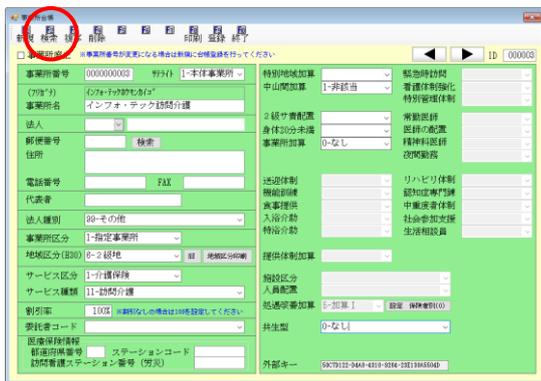 事業所台帳
新規 検索 複写 削除 印刷 登録 終了
事業所廃止 ※事業所番号が変更になる場合は新規に台帳登録を行ってください ID 000003
事業所番号 0000000003 サテライト 1-本体事業所
(フリガナ) インフォ・テックホウモンカイゴ
事業所名 インフォ・テック訪問介護
法人
郵便番号 検索
住所
電話番号 FAX
代表者
法人種別 99-その他
事業所区分 1-指定事業所
地域区分(H30) 6-2級地 旧 地域区分印刷
サービス区分 1-介護保険
サービス種類 11-訪問介護
割引率 100% ※割引なしの場合は100を設定してください
委託者コード
医療保険情報
都道府県番号 ステーションコード
訪問看護ステーション番号 (労災)
特別地域加算
中山間加算 1-非該当
2級サ責配置
身体20分未満
事業所加算 0-なし
送迎体制
機能訓練
食事提供
入浴介助
特浴介助
提供体制加算
施設区分
人員配置
処遇改善加算 5-加算Ⅰ 設定 保険者別(0)
共生型 0-なし
外部キー
緊急時訪問
看護体制強化
特別管理体制
常勤医師
医師の配置
精神科医師
夜間勤務
リハビリ体制
認知症専門棟
中重度者体制
社会参加支援
生活相談員